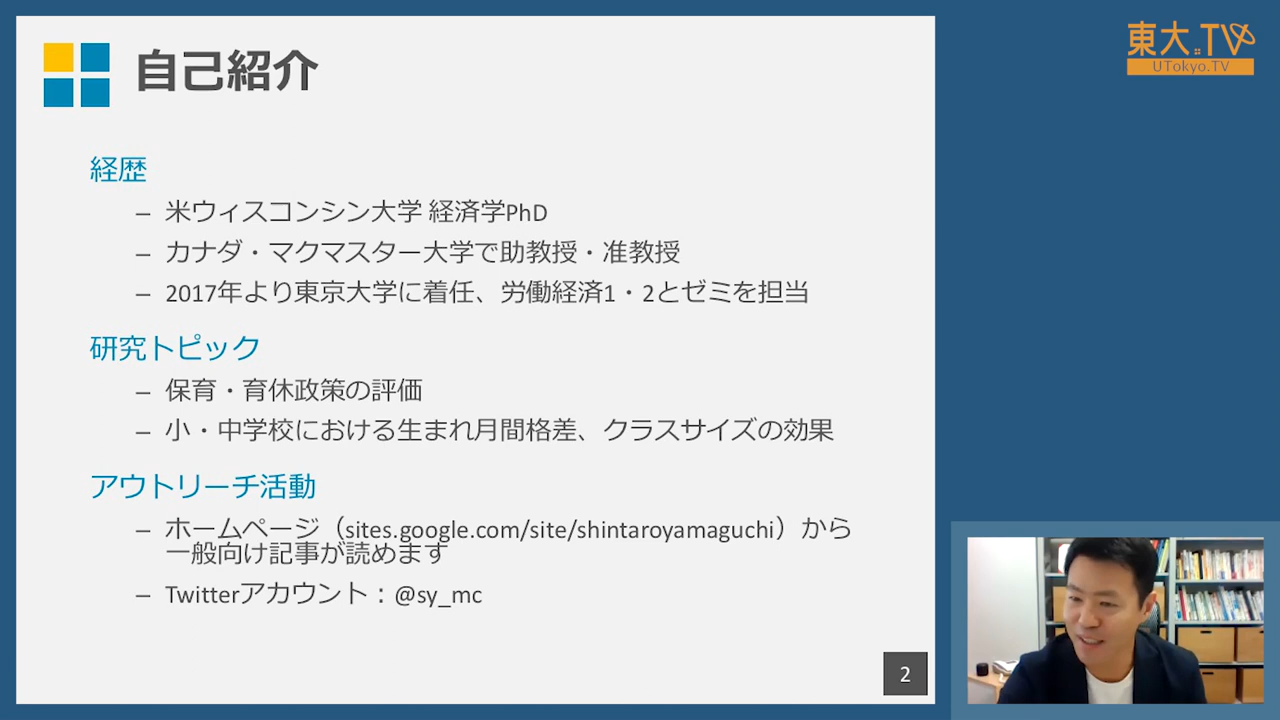 自己紹介
東大.TV
UTokyo.TV
経歴
– 米ウィスコンシン大学 経済学PhD
– カナダ・マクマスター大学で助教授・准教授
– 2017年より東京大学に着任、労働経済1・2とゼミを担当
研究トピック
– 保育・育休政策の評価
– 小・中学校における生まれ月間格差、クラスサイズの効果
アウトリーチ活動
– ホームページ（sites.google.com/site/shintaroyamaguchi）から
一般向け記事が読めます
– Twitterアカウント：@sy_mc
2